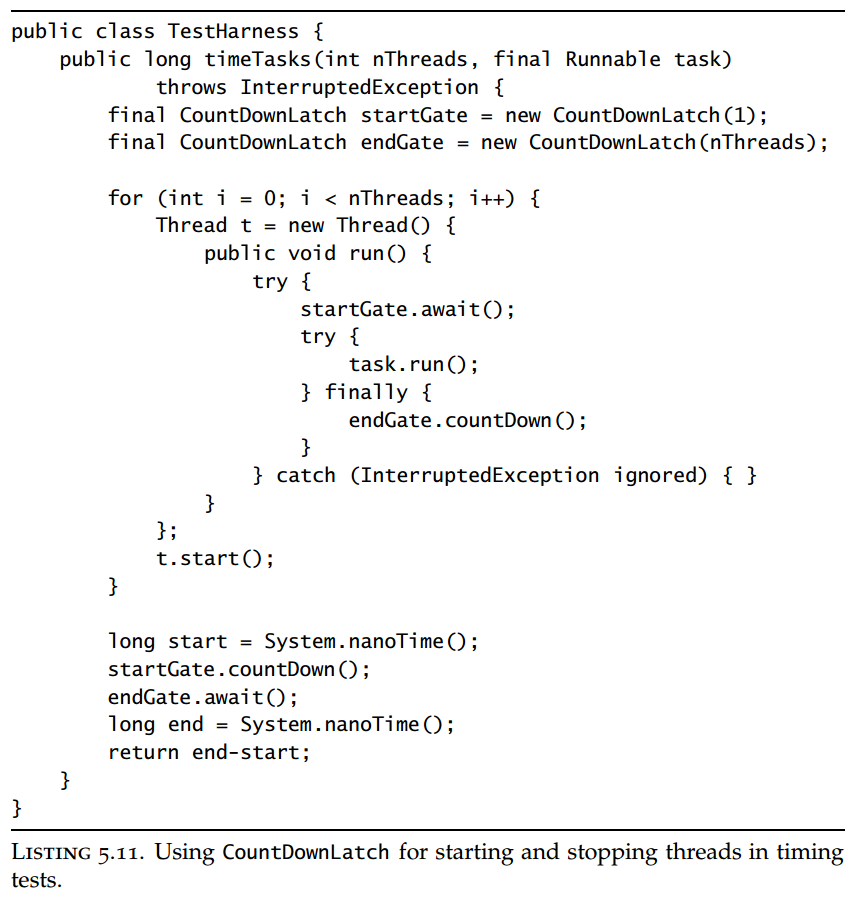 public class TestHarness {
    public long timeTasks(int nThreads, final Runnable task)
            throws InterruptedException {
        final CountDownLatch startGate = new CountDownLatch(1);
        final CountDownLatch endGate = new CountDownLatch(nThreads);

        for (int i = 0; i < nThreads; i++) {
            Thread t = new Thread() {
                public void run() {
                    try {
                        startGate.await();
                        try {
                            task.run();
                        } finally {
                            endGate.countDown();
                        }
                    } catch (InterruptedException ignored) { }
                }
            };
            t.start();
        }

        long start = System.nanoTime();
        startGate.countDown();
        endGate.await();
        long end = System.nanoTime();
        return end-start;
    }
}
LISTING 5.11. Using CountDownLatch for starting and stopping threads in timing
tests.